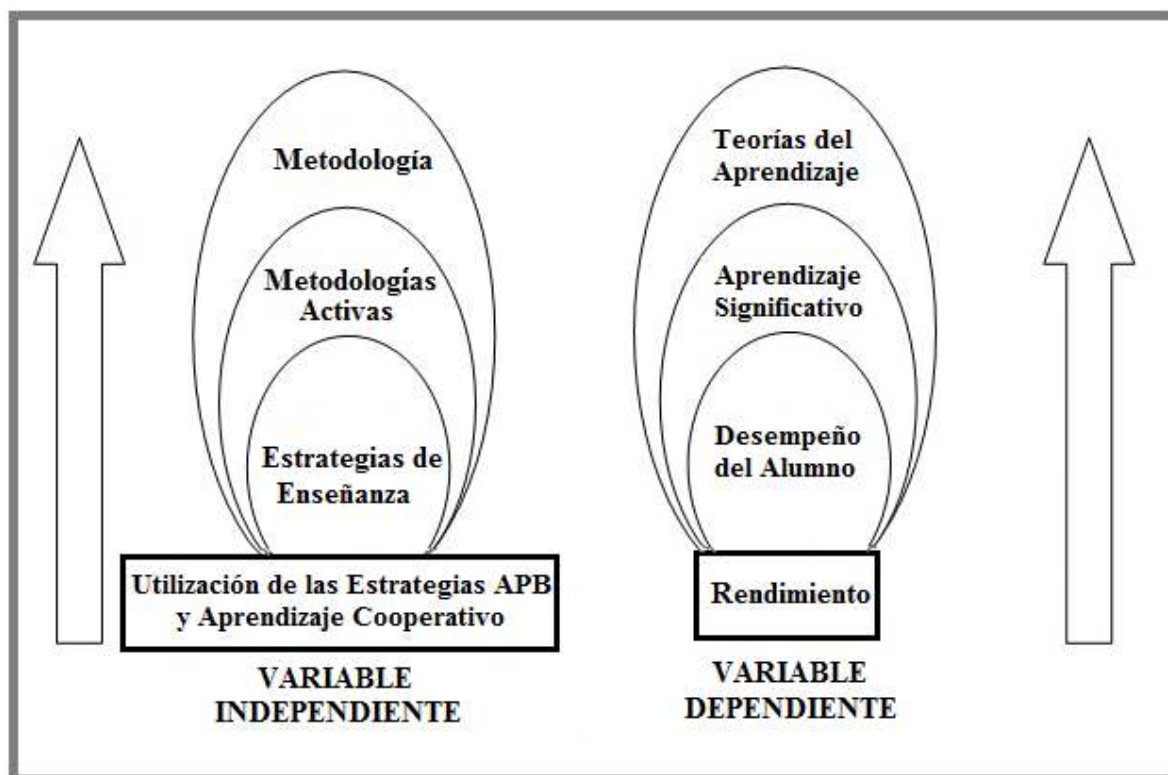 Metodología
Metodologías
Activas
Estrategias de
Enseñanza
Utilización de las Estrategias APB
y Aprendizaje Cooperativo
VARIABLE
INDEPENDIENTE
Teorías del
Aprendizaje
Aprendizaje
Significativo
Desempeño
del Alumno
Rendimiento
VARIABLE
DEPENDIENTE